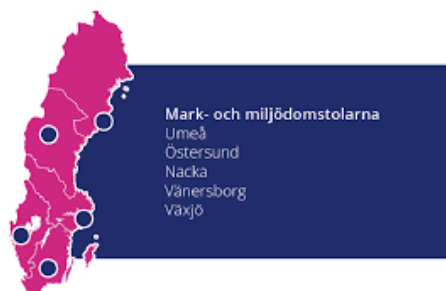 Mark- och miljödomstolarna
Umeå
Östersund
Nacka
Vänersborg
Växjö